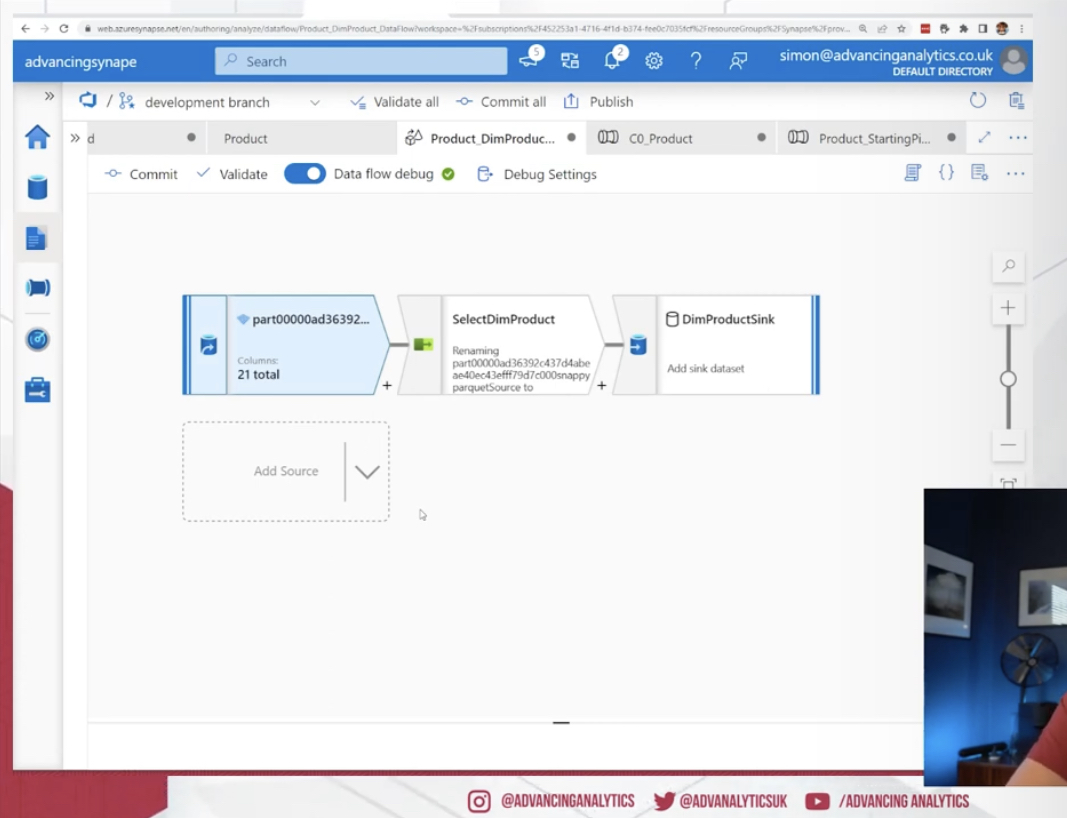 web.azuresynapse.net/en/authoring/analyze/dataflow/Product_DimProduct_DataFlow?workspace=%2Fsubscriptions%2F452253a1-4716-4f1d-b374-fee0c7035fcf%2FresourceGroups%2FSynapse%2Fprov...
advancingsynape
Search
5
2
simon@advancinganalytics.co.uk
DEFAULT DIRECTORY
/ development branch
Validate all
Commit all
Publish
d
Product
Product_DimProduc...
C0_Product
Product_StartingPi...
Commit
Validate
Data flow debug
Debug Settings
part00000ad36392...
Columns:
21 total
+
SelectDimProduct
Renaming
part00000ad36392c437d4abe
ae40ec43efff79d7c000snappy
parquetSource to
+
DimProductSink
Add sink dataset
Add Source
@ADVANCINGANALYTICS
@ADVANALYTICSUK
/ADVANCING ANALYTICS